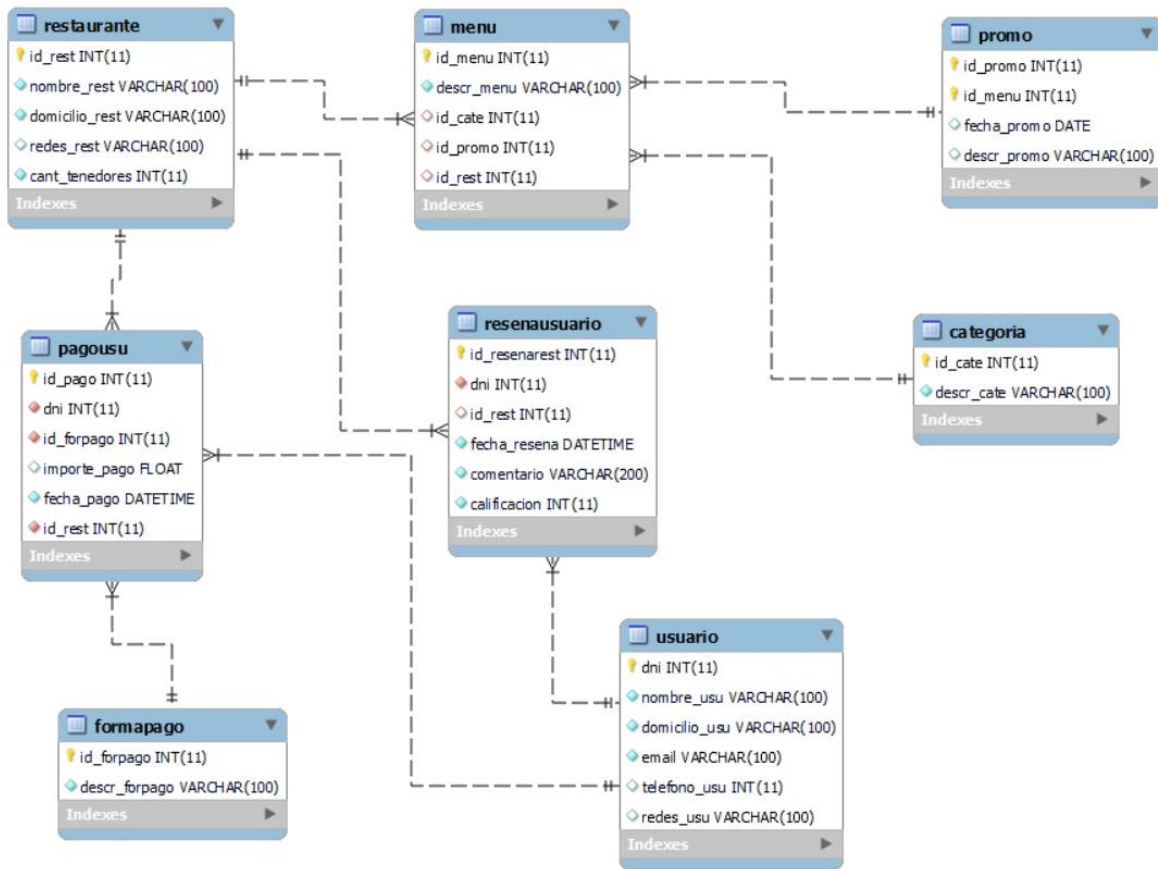 restaurante
id_rest INT(11)
nombre_rest VARCHAR(100)
domicilio_rest VARCHAR(100)
redes_rest VARCHAR(100)
cant_tenedores INT(11)
Indexes
menu
id_menu INT(11)
descr_menu VARCHAR(100)
id_cate INT(11)
id_promo INT(11)
id_rest INT(11)
Indexes
promo
id_promo INT(11)
id_menu INT(11)
fecha_promo DATE
descr_promo VARCHAR(100)
Indexes
pagousu
id_pago INT(11)
dni INT(11)
id_forpago INT(11)
importe_pago FLOAT
fecha_pago DATETIME
id_rest INT(11)
Indexes
resenausuario
id_resenarest INT(11)
dni INT(11)
id_rest INT(11)
fecha_resena DATETIME
comentario VARCHAR(200)
calificacion INT(11)
Indexes
categoria
id_cate INT(11)
descr_cate VARCHAR(100)
Indexes
formapago
id_forpago INT(11)
descr_forpago VARCHAR(100)
Indexes
usuario
dni INT(11)
nombre_usu VARCHAR(100)
domicilio_usu VARCHAR(100)
email VARCHAR(100)
telefono_usu INT(11)
redes_usu VARCHAR(100)
Indexes